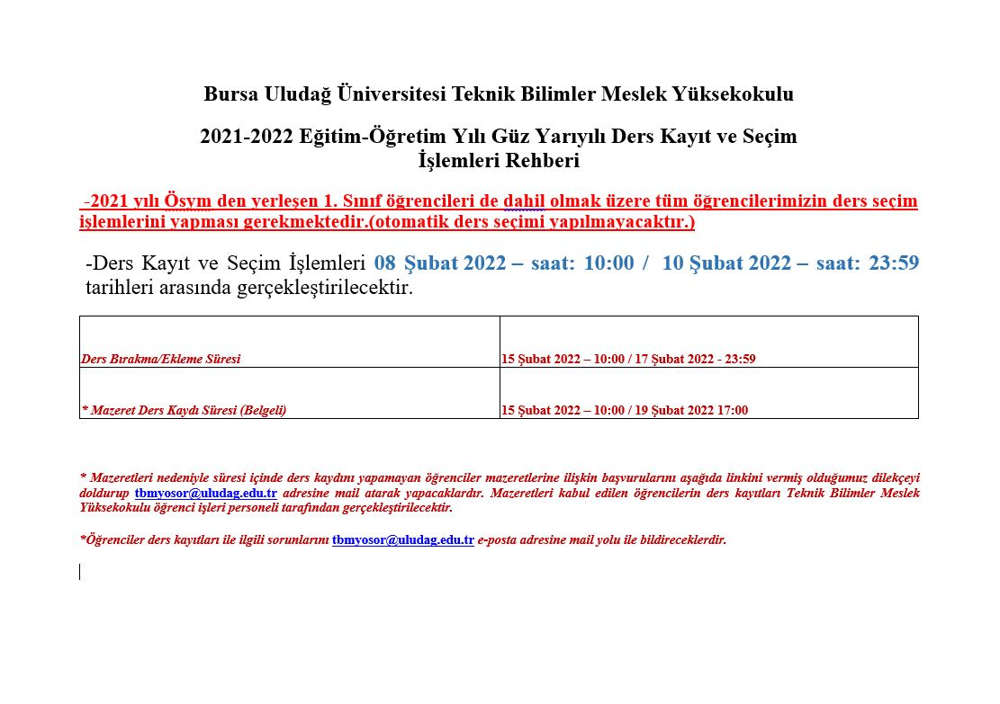 Bursa Uludağ Üniversitesi Teknik Bilimler Meslek Yüksekokulu
2021-2022 Eğitim-Öğretim Yılı Güz Yarıyılı Ders Kayıt ve Seçim
İşlemleri Rehberi
-2021 yılı Ösym den yerleşen 1. Sınıf öğrencileri de dahil olmak üzere tüm öğrencilerimizin ders seçim
işlemlerini yapması gerekmektedir.(otomatik ders seçimi yapılmayacaktır.)
-Ders Kayıt ve Seçim İşlemleri 08 Şubat 2022 – saat: 10:00 / 10 Şubat 2022 – saat: 23:59
tarihleri arasında gerçekleştirilecektir.
Ders Bırakma/Ekleme Süresi 15 Şubat 2022 – 10:00 / 17 Şubat 2022 - 23:59
* Mazeret Ders Kaydı Süresi (Belgeli) 15 Şubat 2022 – 10:00 / 19 Şubat 2022 17:00
* Mazeretleri nedeniyle süresi içinde ders kaydını yapamayan öğrenciler mazeretlerine ilişkin başvurularını aşağıda linkini vermiş olduğumuz dilekçeyi
doldurup tbmyosor@uludag.edu.tr adresine mail atarak yapacaklardır. Mazeretleri kabul edilen öğrencilerin ders kayıtları Teknik Bilimler Meslek
Yüksekokulu öğrenci işleri personeli tarafından gerçekleştirilecektir.
*Öğrenciler ders kayıtları ile ilgili sorunlarını tbmyosor@uludag.edu.tr e-posta adresine mail yolu ile bildireceklerdir.